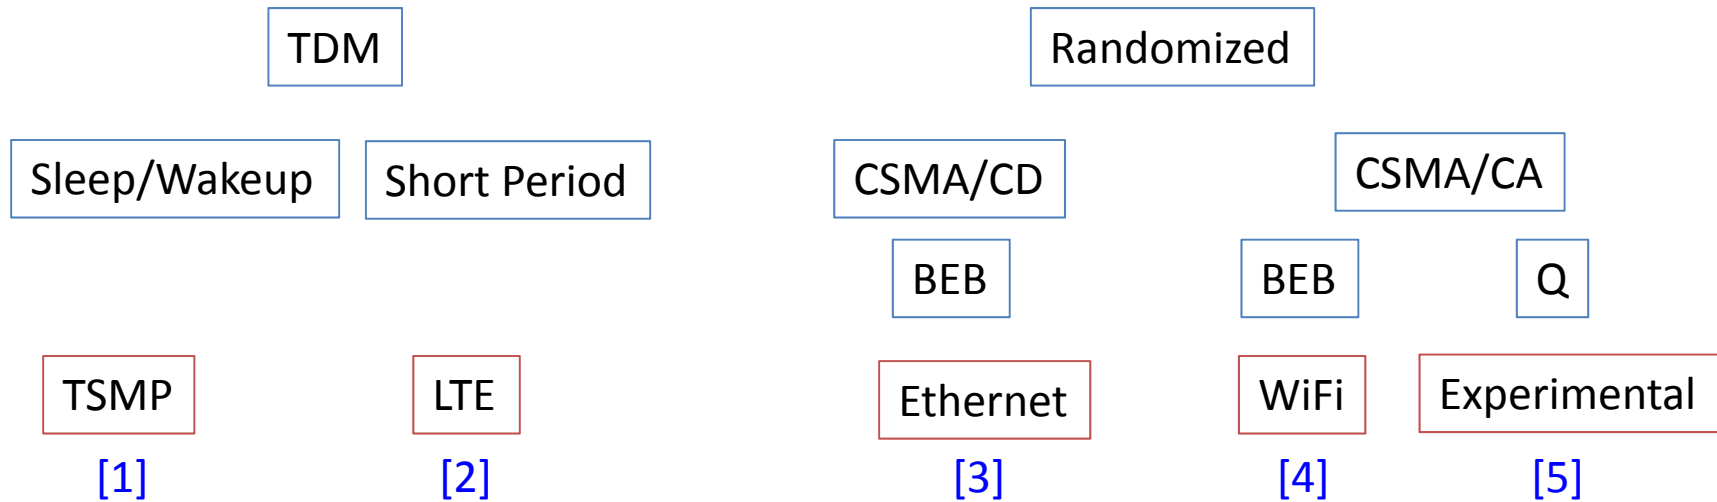 TDM
Randomized
Sleep/Wakeup
Short Period
CSMA/CD
CSMA/CA
BEB
BEB
Q
TSMP
LTE
Ethernet
WiFi
Experimental
[1]
[2]
[3]
[4]
[5]